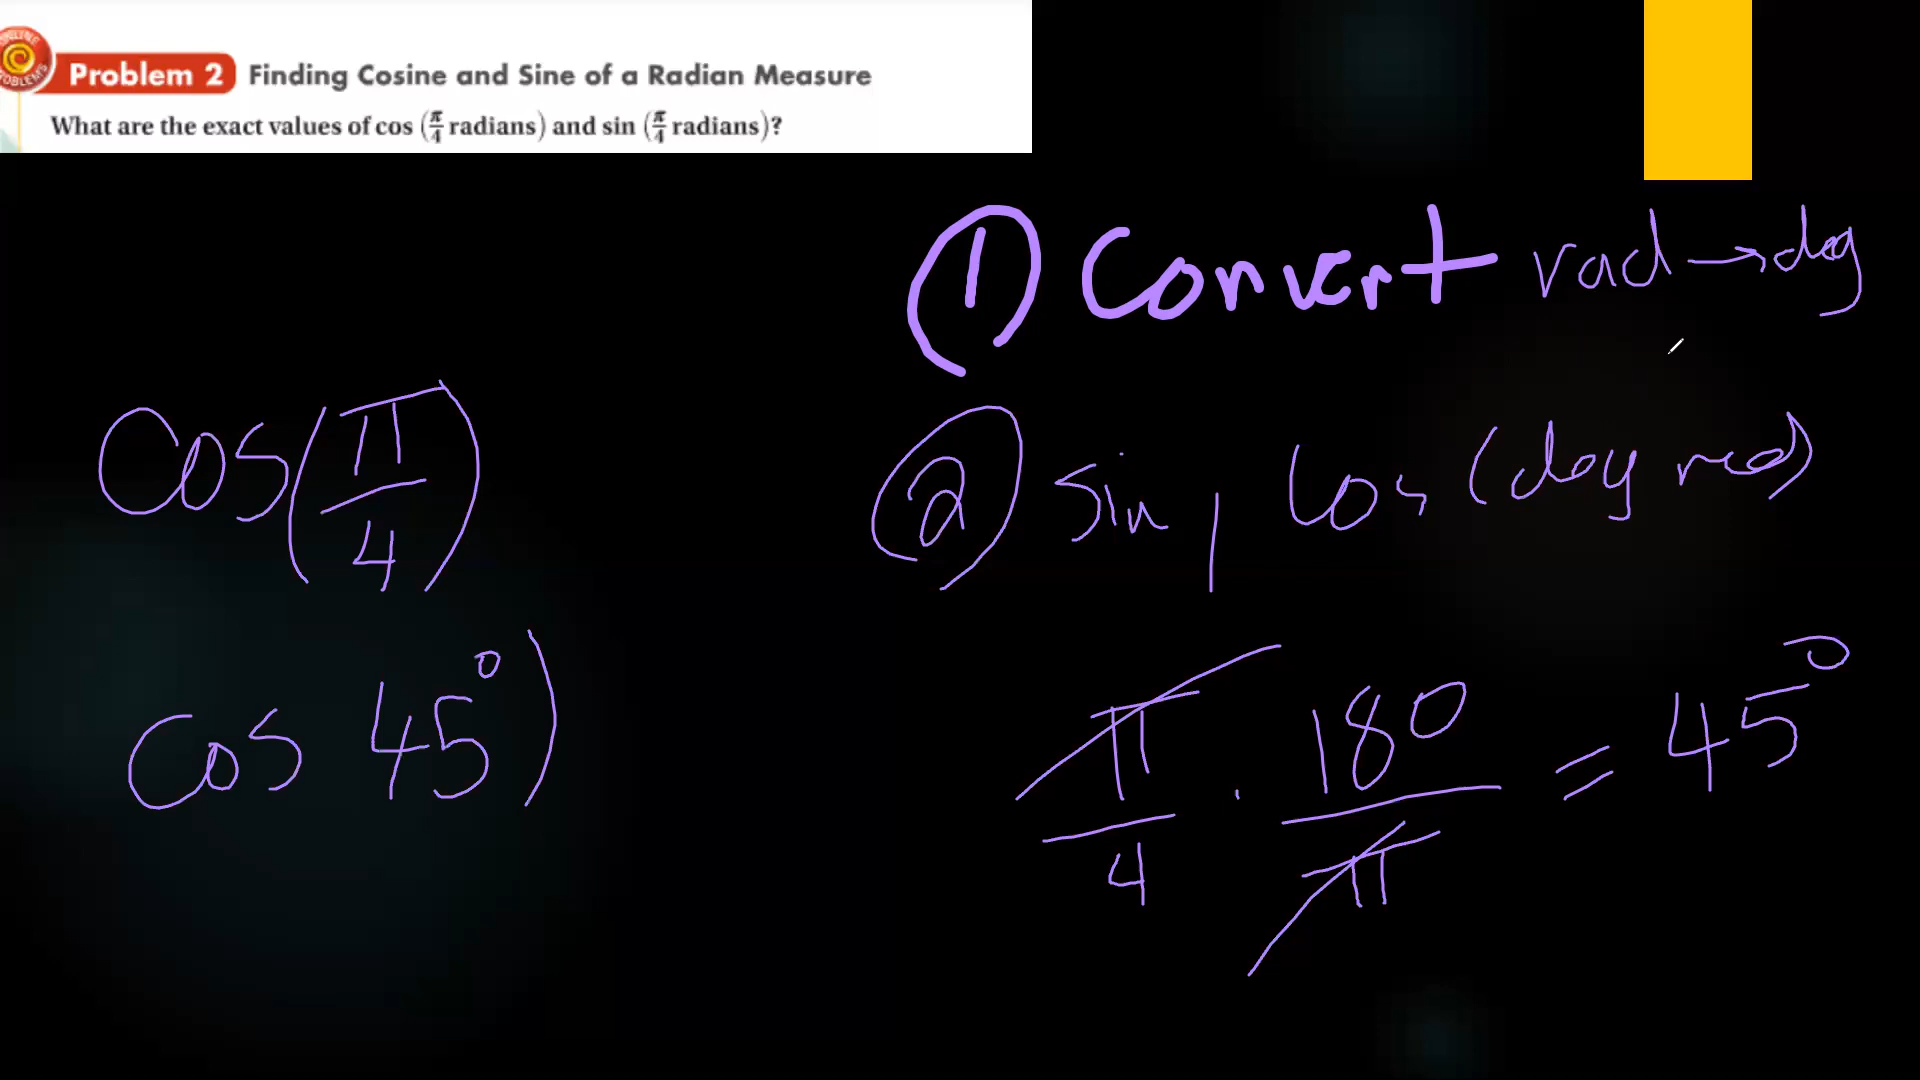 Problem 2 Finding Cosine and Sine of a Radian Measure
What are the exact values of cos (π/4 radians) and sin (π/4 radians)?
① Convert rad → deg
cos(π/4)
② sin, cos (deg rad)
cos 45°)
π/4 · 180/π = 45°